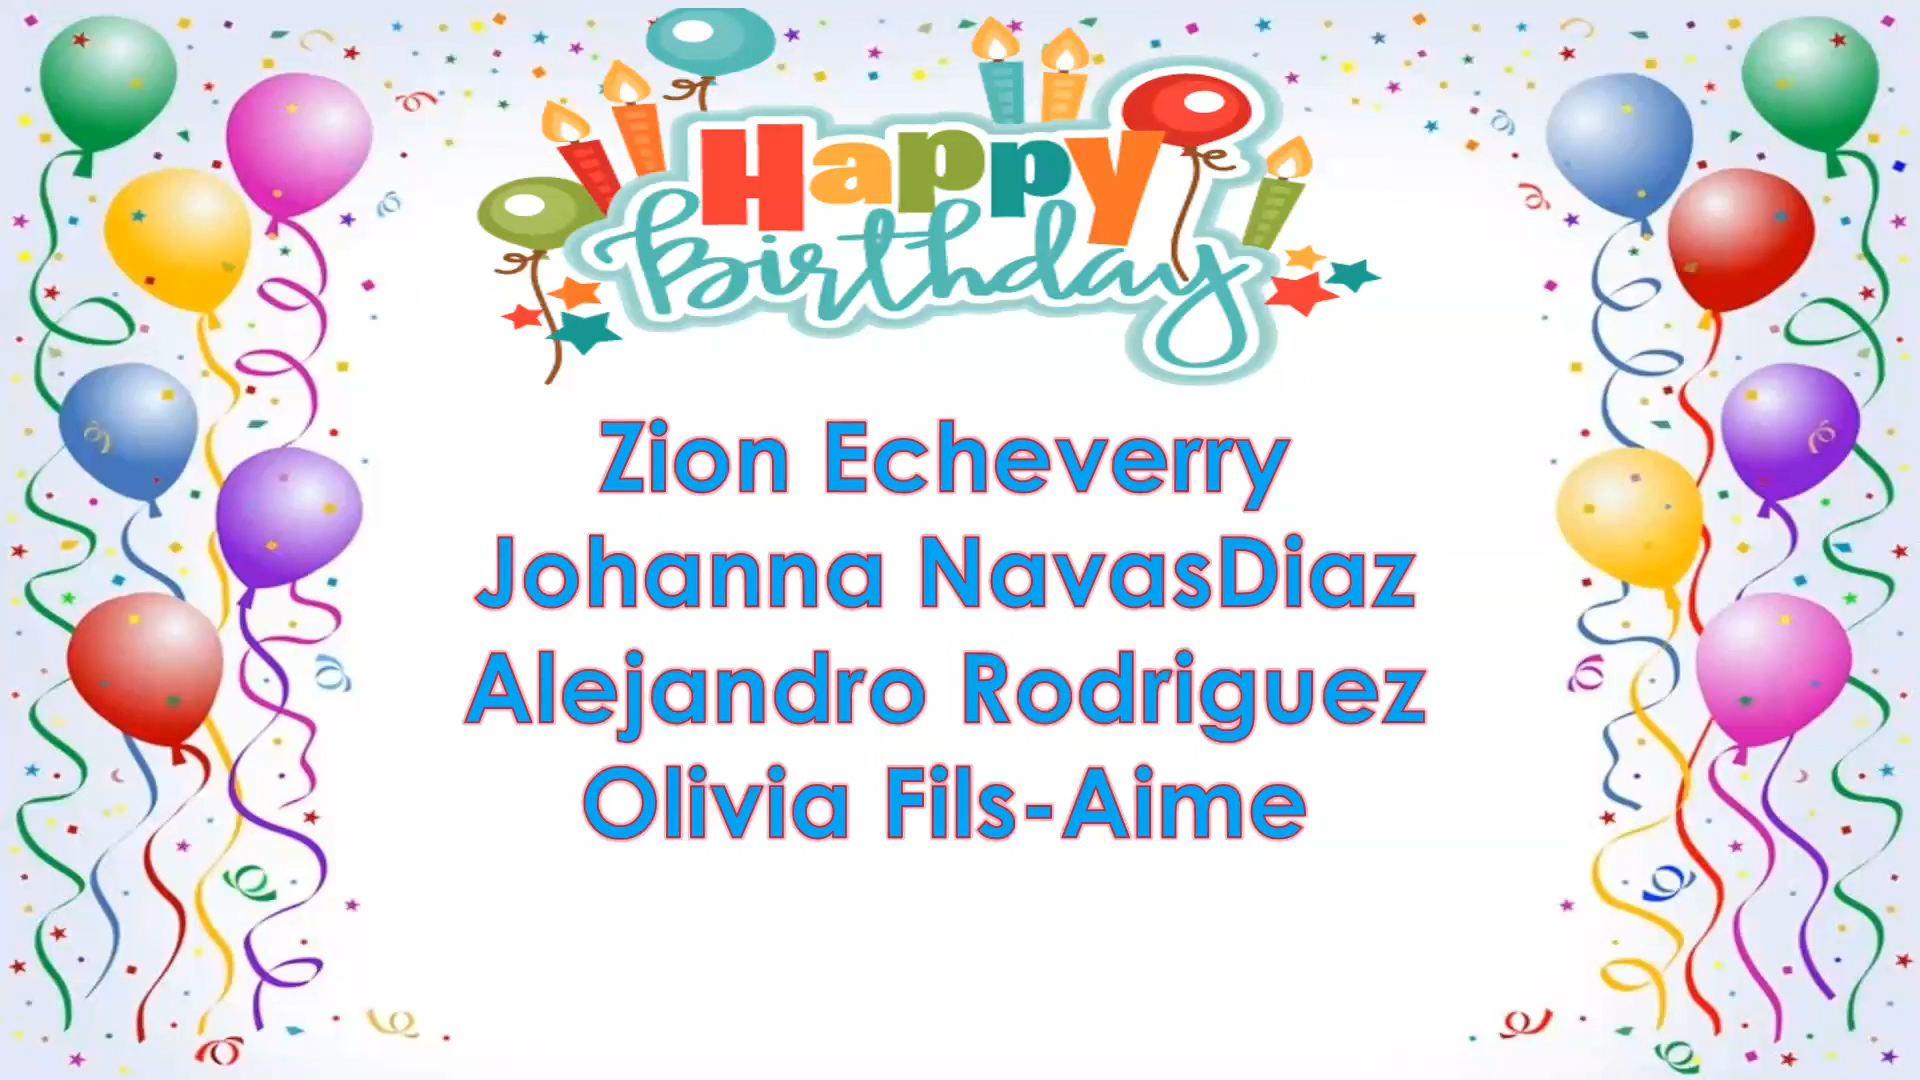 Happy
Birthday
Zion Echeverry
Johanna NavasDiaz
Alejandro Rodriguez
Olivia Fils-Aime